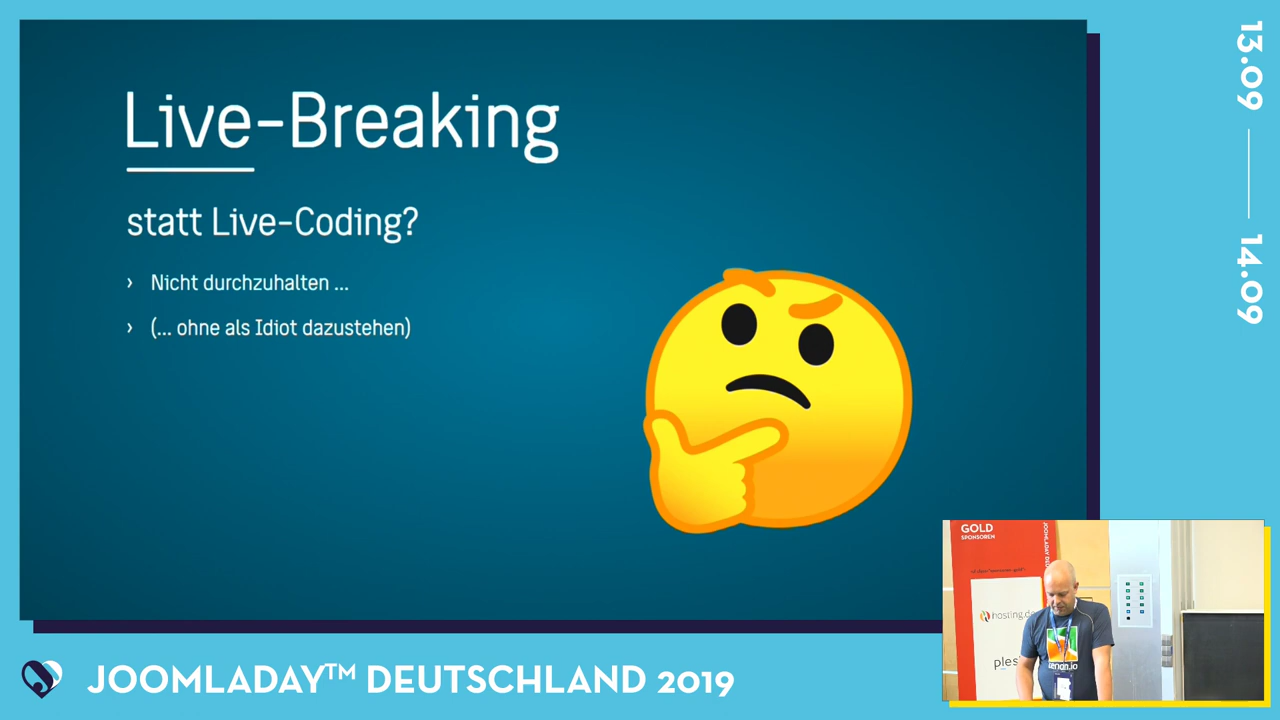 Live-Breaking
statt Live-Coding?
› Nicht durchzuhalten ...
› (... ohne als Idiot dazustehen)
13.09
14.09
GOLD
SPONSOREN
hosting.de
JOOMLADAY™ DEUTSCHLAND 2019